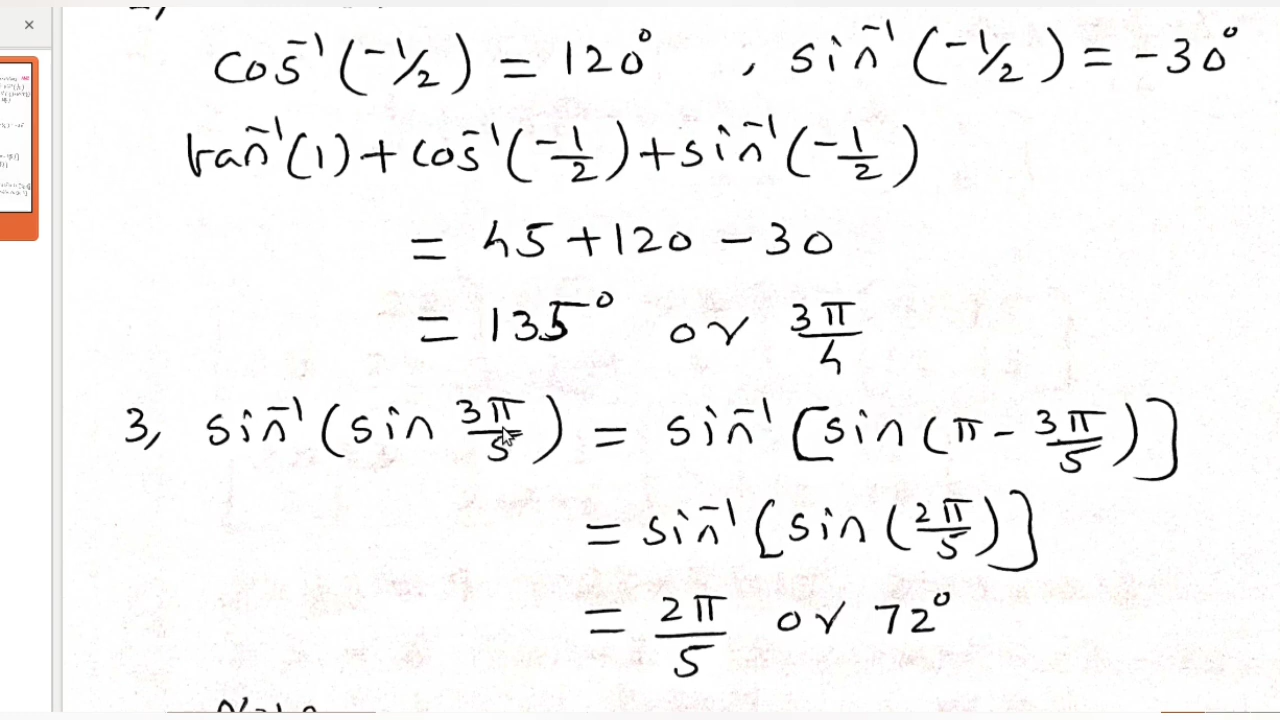 cos⁻¹(-1/2) = 120° , sin⁻¹(-1/2) = -30°
tan⁻¹(1) + cos⁻¹(-1/2) + sin⁻¹(-1/2)
= 45 + 120 - 30
= 135° or 3π/4
3, sin⁻¹(sin 3π/5) = sin⁻¹[sin(π - 3π/5)]
= sin⁻¹[sin(2π/5)]
= 2π/5 or 72°